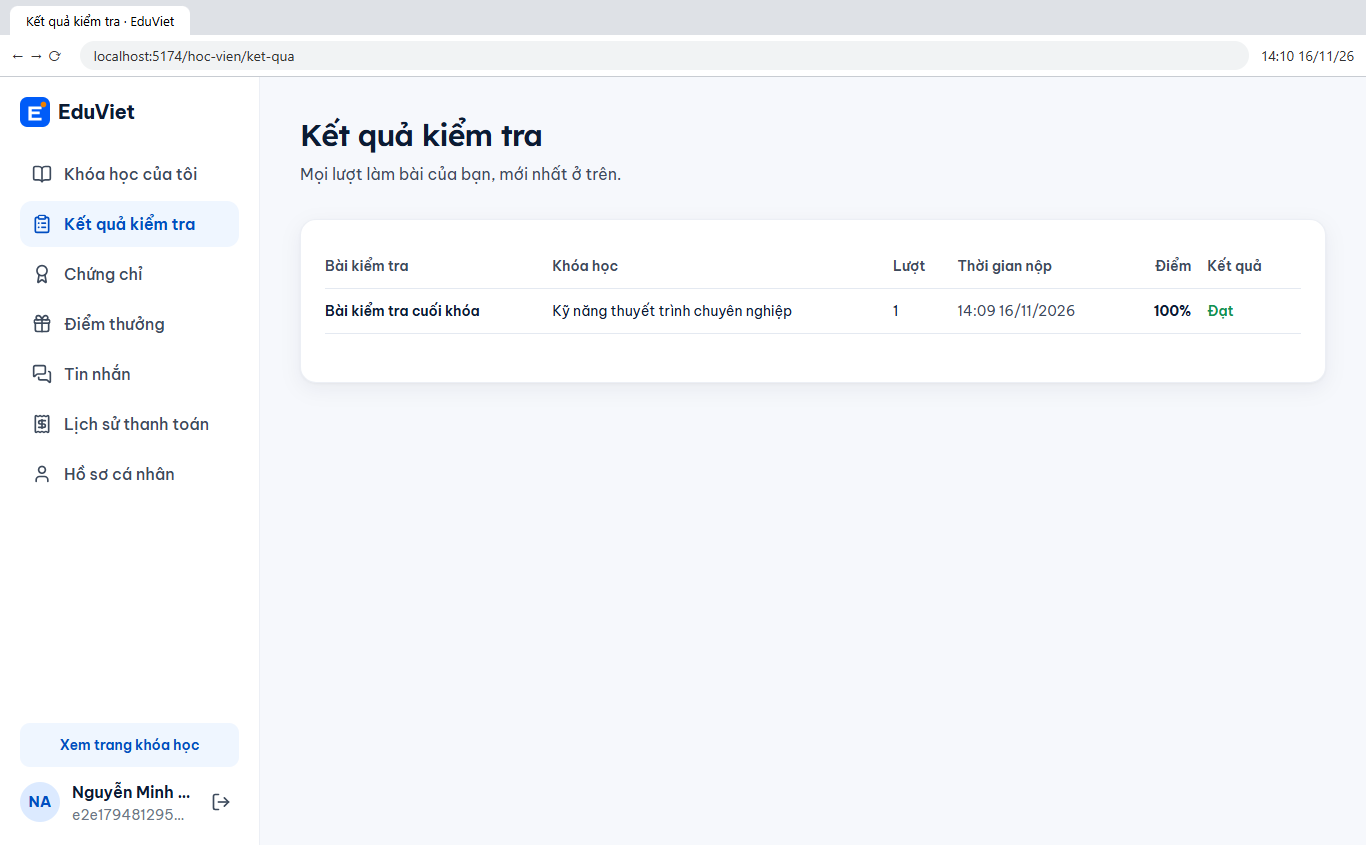 Kết quả kiểm tra · EduViet
localhost:5174/hoc-vien/ket-qua
14:10 16/11/26
EduViet
Khóa học của tôi
Kết quả kiểm tra
Chứng chỉ
Điểm thưởng
Tin nhắn
Lịch sử thanh toán
Hồ sơ cá nhân
Xem trang khóa học
NA
Nguyễn Minh ...
e2e179481295...
Kết quả kiểm tra
Mọi lượt làm bài của bạn, mới nhất ở trên.
Bài kiểm tra Khóa học Lượt Thời gian nộp Điểm Kết quả
Bài kiểm tra cuối khóa Kỹ năng thuyết trình chuyên nghiệp 1 14:09 16/11/2026 100% Đạt